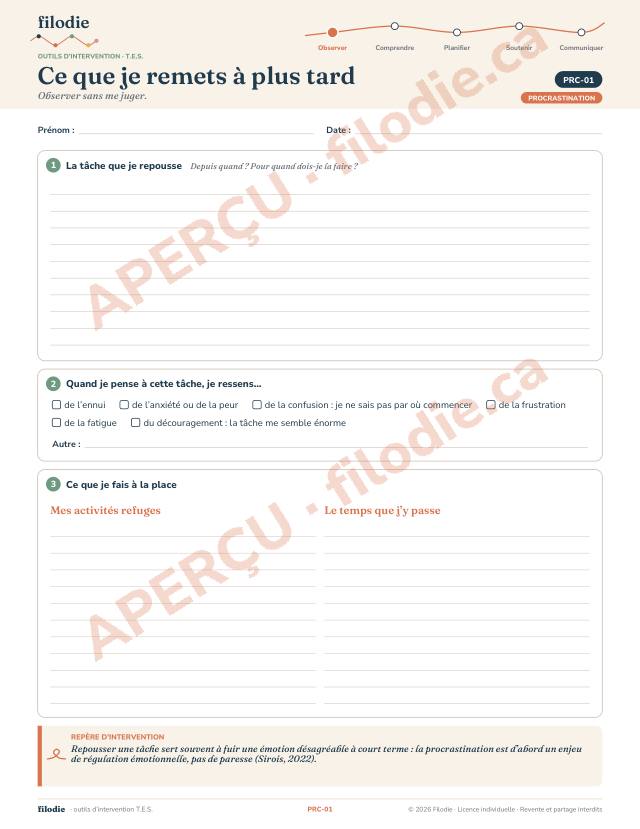 filodie
OUTILS D'INTERVENTION · T.E.S.
Observer Comprendre Planifier Soutenir Communiquer
Ce que je remets à plus tard
Observer sans me juger.
PRC-01
PROCRASTINATION
Prénom : Date :
1 La tâche que je repousse Depuis quand ? Pour quand dois-je la faire ?
APERÇU · filodie.ca
2 Quand je pense à cette tâche, je ressens…
de l'ennui de l'anxiété ou de la peur de la confusion : je ne sais pas par où commencer de la frustration
de la fatigue du découragement : la tâche me semble énorme
Autre :
3 Ce que je fais à la place
Mes activités refuges Le temps que j'y passe
APERÇU · filodie.ca
REPÈRE D'INTERVENTION
Repousser une tâche sert souvent à fuir une émotion désagréable à court terme : la procrastination est d'abord un enjeu
de régulation émotionnelle, pas de paresse (Sirois, 2022).
filodie · outils d'intervention T.E.S. PRC-01 © 2026 Filodie · Licence individuelle · Revente et partage interdits